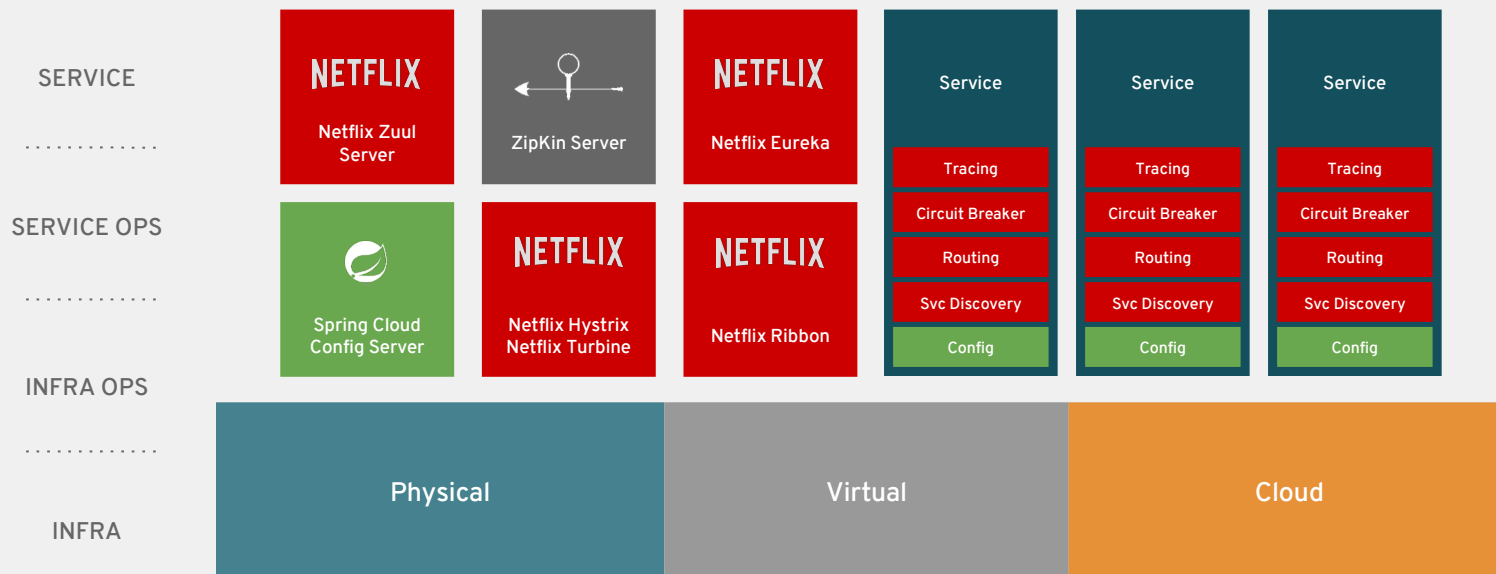 SERVICE
SERVICE OPS
INFRA OPS
INFRA
NETFLIX
Netflix Zuul
Server
ZipKin Server
NETFLIX
Netflix Eureka
Spring Cloud
Config Server
NETFLIX
Netflix Hystrix
Netflix Turbine
NETFLIX
Netflix Ribbon
Service
Tracing
Circuit Breaker
Routing
Svc Discovery
Config
Service
Tracing
Circuit Breaker
Routing
Svc Discovery
Config
Service
Tracing
Circuit Breaker
Routing
Svc Discovery
Config
Physical
Virtual
Cloud